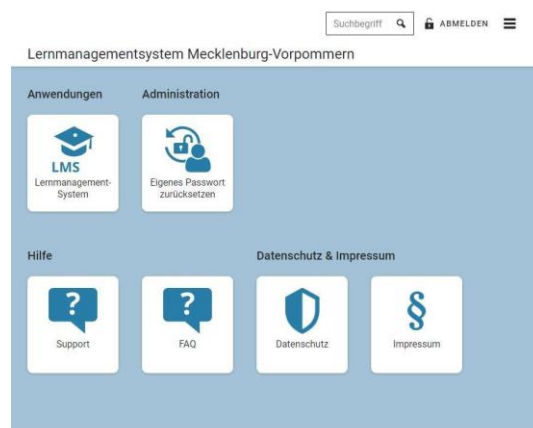 Suchbegriff
ABMELDEN
Lernmanagementsystem Mecklenburg-Vorpommern
Anwendungen
Administration
LMS
Lernmanagement-
System
Eigenes Passwort
zurücksetzen
Hilfe
Datenschutz & Impressum
?
Support
?
FAQ
Datenschutz
§
Impressum